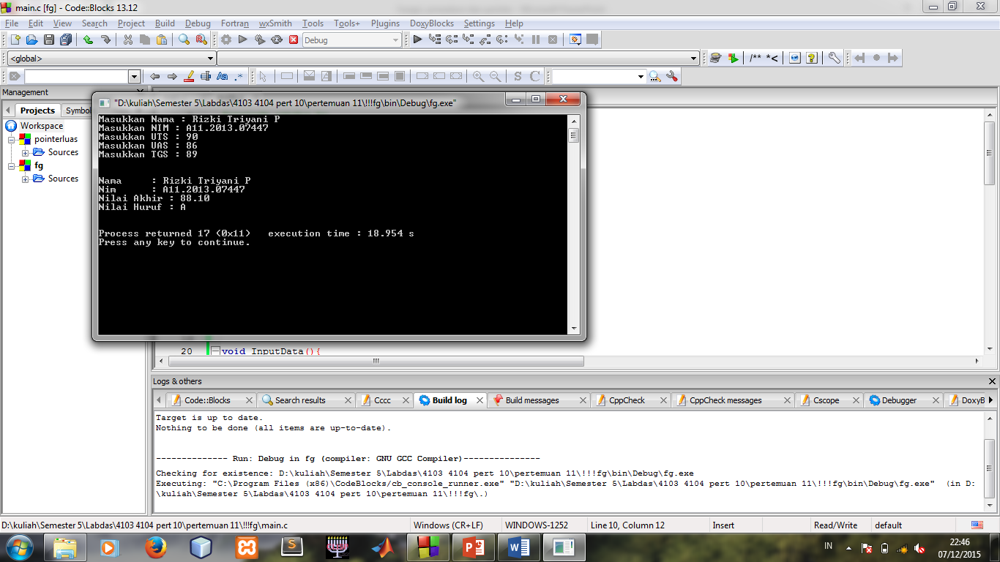 main.c [fg] - Code::Blocks 13.12
File Edit View Search Project Build Debug Fortran wxSmith Tools Tools+ Plugins DoxyBlocks Settings Help
Debug
<global>
/** *<
Aa .*
S C
Management
Projects Symbol
Workspace
pointerluas
Sources
fg
Sources
"D:\kuliah\Semester 5\Labdas\4103 4104 pert 10\pertemuan 11\!!!fg\bin\Debug\fg.exe"
Masukkan Nama : Rizki Triyani P
Masukkan NIM : A11.2013.07447
Masukkan UTS : 90
Masukkan UAS : 86
Masukkan TGS : 89
Nama : Rizki Triyani P
Nim : A11.2013.07447
Nilai Akhir : 88.10
Nilai Huruf : A
Process returned 17 (0x11) execution time : 18.954 s
Press any key to continue.
20 void InputData(){
Logs & others
Code::Blocks Search results Cccc Build log Build messages CppCheck CppCheck messages Cscope Debugger DoxyB
Target is up to date.
Nothing to be done (all items are up-to-date).
-------------- Run: Debug in fg (compiler: GNU GCC Compiler)---------------
Checking for existence: D:\kuliah\Semester 5\Labdas\4103 4104 pert 10\pertemuan 11\!!!fg\bin\Debug\fg.exe
Executing: "C:\Program Files (x86)\CodeBlocks/cb_console_runner.exe" "D:\kuliah\Semester 5\Labdas\4103 4104 pert 10\pertemuan 11\!!!fg\bin\Debug\fg.exe" (in D:
\kuliah\Semester 5\Labdas\4103 4104 pert 10\pertemuan 11\!!!fg\.)
D:\kuliah\Semester 5\Labdas\4103 4104 pert 10\pertemuan 11\!!!fg\main.c Windows (CR+LF) WINDOWS-1252 Line 10, Column 12 Insert Read/Write default
IN
22:46
07/12/2015